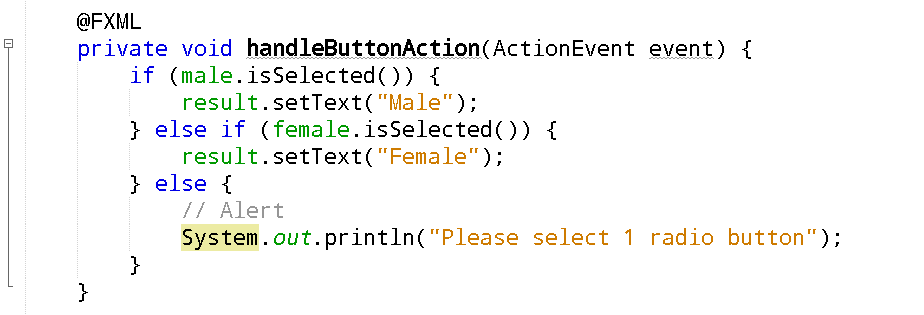 @FXML
private void handleButtonAction(ActionEvent event) {
if (male.isSelected()) {
result.setText("Male");
} else if (female.isSelected()) {
result.setText("Female");
} else {
// Alert
System.out.println("Please select 1 radio button");
}
}